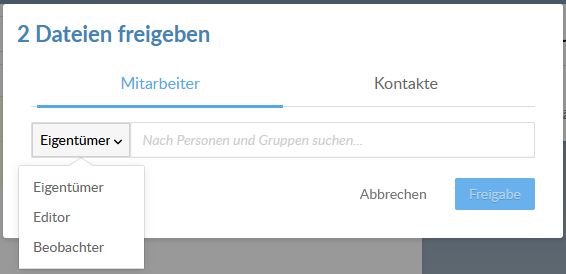 2 Dateien freigeben
Mitarbeiter Kontakte
Eigentümer Nach Personen und Gruppen suchen...
Eigentümer
Editor
Beobachter
Abbrechen Freigabe